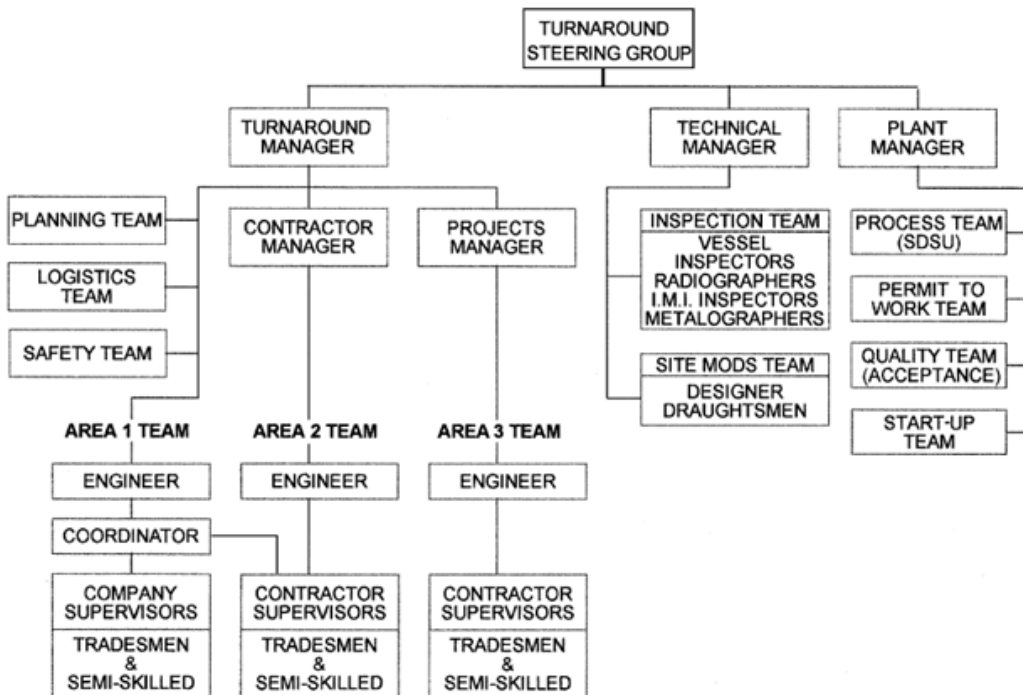 TURNAROUND
STEERING GROUP
TURNAROUND
MANAGER
TECHNICAL
MANAGER
PLANT
MANAGER
PLANNING TEAM
CONTRACTOR
MANAGER
PROJECTS
MANAGER
INSPECTION TEAM
VESSEL
INSPECTORS
RADIOGRAPHERS
I.M.I. INSPECTORS
METALOGRAPHERS
PROCESS TEAM
(SDSU)
LOGISTICS
TEAM
PERMIT TO
WORK TEAM
SAFETY TEAM
SITE MODS TEAM
DESIGNER
DRAUGHTSMEN
QUALITY TEAM
(ACCEPTANCE)
START-UP
TEAM
AREA 1 TEAM
AREA 2 TEAM
AREA 3 TEAM
ENGINEER
ENGINEER
ENGINEER
COORDINATOR
COMPANY
SUPERVISORS
TRADESMEN
&
SEMI-SKILLED
CONTRACTOR
SUPERVISORS
TRADESMEN
&
SEMI-SKILLED
CONTRACTOR
SUPERVISORS
TRADESMEN
&
SEMI-SKILLED